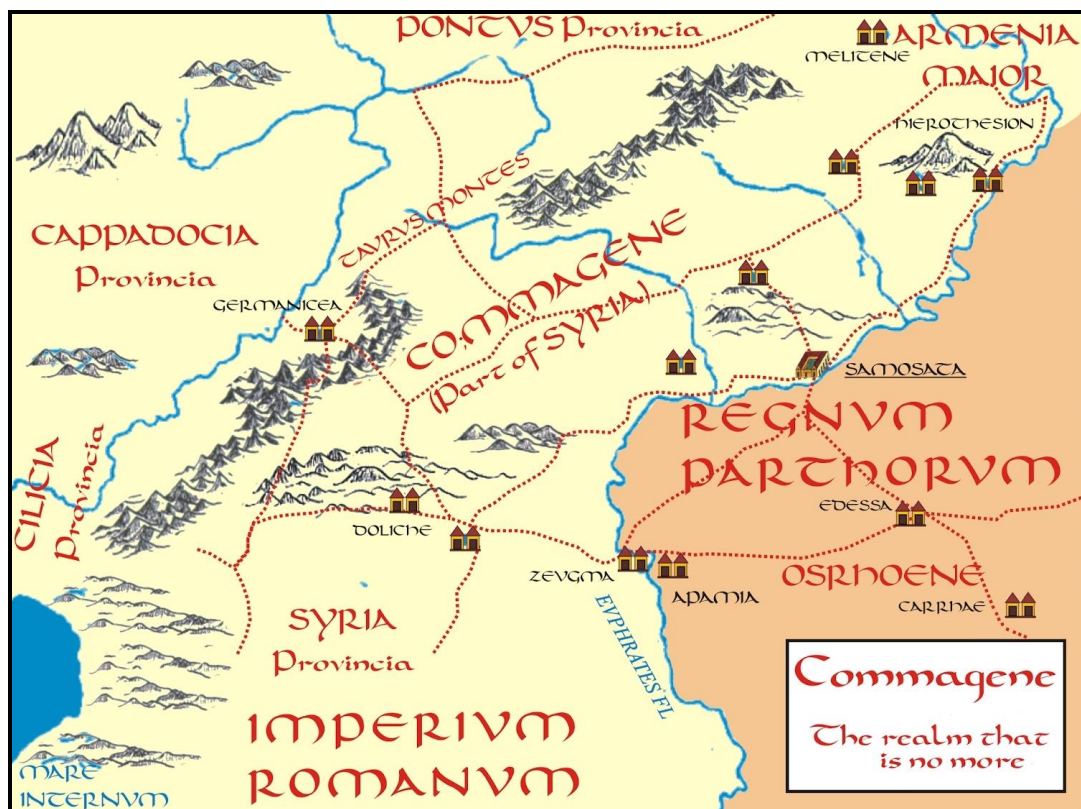 PONTVS Provincia
ARMENIA
MAIOR
MELITENE
HIEROTHESION
TAVRVS MONTES
CAPPADOCIA
Provincia
GERMANICEA
COMMAGENE
(Part of SYRIA)
SAMOSATA
REGNVM
PARTHORVM
CILICIA
Provincia
DOLICHE
EDESSA
ZEVGMA
APAMIA
OSRHOENE
CARRHAE
SYRIA
Provincia
EVPHRATES FL
IMPERIVM
ROMANVM
MARE
INTERNVM
Commagene
The realm that
is no more